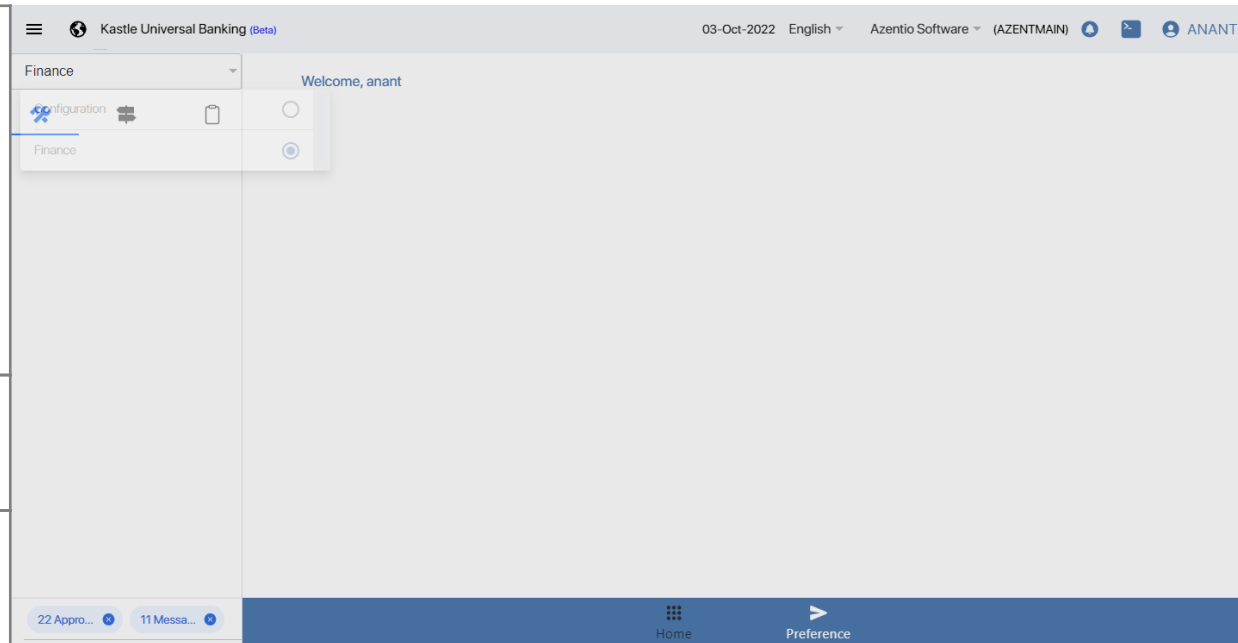 Kastle Universal Banking (Beta) 03-Oct-2022 English Azentio Software (AZENTMAIN) ANANT
Finance
Welcome, anant
Configuration
Finance
22 Appro... 11 Messa...
Home Preference